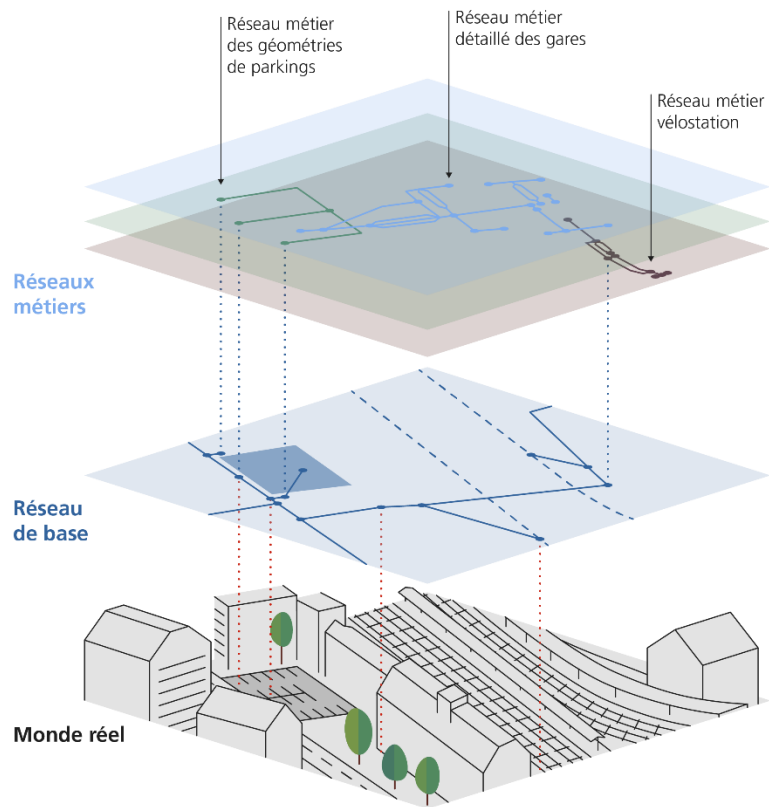 Réseau métier
des géométries
de parkings
Réseau métier
détaillé des gares
Réseau métier
vélostation
Réseaux
métiers
Réseau
de base
Monde réel